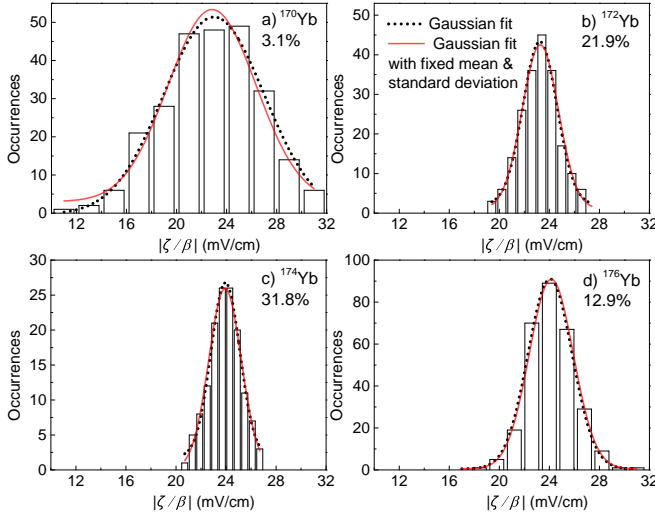 a) ¹⁷⁰Yb
3.1%
Occurrences
50
40
30
20
10
0
12 16 20 24 28 32
|ζ/β| (mV/cm)
b) ¹⁷²Yb
21.9%
Gaussian fit
Gaussian fit
with fixed mean &
standard deviation
Occurrences
50
40
30
20
10
0
12 16 20 24 28 32
|ζ/β| (mV/cm)
c) ¹⁷⁴Yb
31.8%
Occurrences
30
25
20
15
10
5
0
12 16 20 24 28 32
|ζ/β| (mV/cm)
d) ¹⁷⁶Yb
12.9%
Occurrences
100
80
60
40
20
0
12 16 20 24 28 32
|ζ/β| (mV/cm)